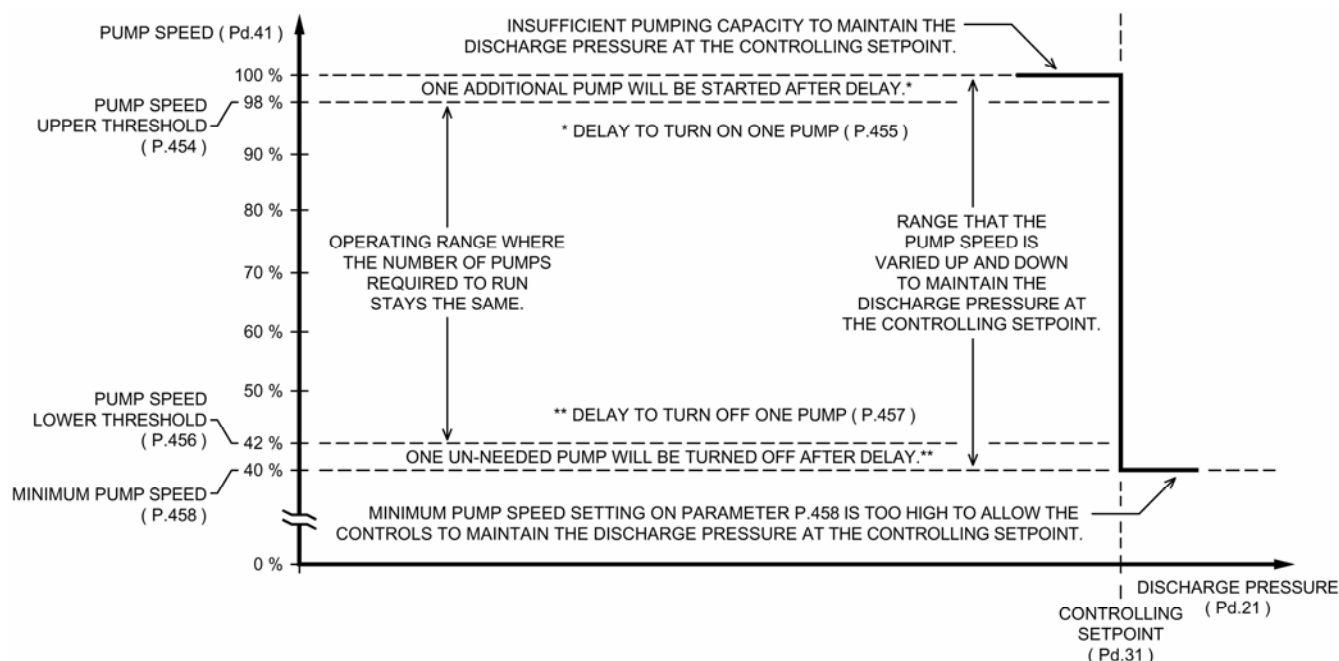 PUMP SPEED ( Pd.41)
INSUFFICIENT PUMPING CAPACITY TO MAINTAIN THE
DISCHARGE PRESSURE AT THE CONTROLLING SETPOINT.
100 %
ONE ADDITIONAL PUMP WILL BE STARTED AFTER DELAY.*
98 %
PUMP SPEED
UPPER THRESHOLD
( P.454)
* DELAY TO TURN ON ONE PUMP ( P.455)
90 %
80 %
70 %
60 %
50 %
OPERATING RANGE WHERE
THE NUMBER OF PUMPS
REQUIRED TO RUN
STAYS THE SAME.
RANGE THAT THE
PUMP SPEED IS
VARIED UP AND DOWN
TO MAINTAIN THE
DISCHARGE PRESSURE AT
THE CONTROLLING SETPOINT.
PUMP SPEED
LOWER THRESHOLD
( P.456)
** DELAY TO TURN OFF ONE PUMP ( P.457)
42 %
ONE UN-NEEDED PUMP WILL BE TURNED OFF AFTER DELAY.**
40 %
MINIMUM PUMP SPEED
( P.458)
MINIMUM PUMP SPEED SETTING ON PARAMETER P.458 IS TOO HIGH TO ALLOW THE
CONTROLS TO MAINTAIN THE DISCHARGE PRESSURE AT THE CONTROLLING SETPOINT.
0 %
DISCHARGE PRESSURE
( Pd.21)
CONTROLLING
SETPOINT
( Pd.31)